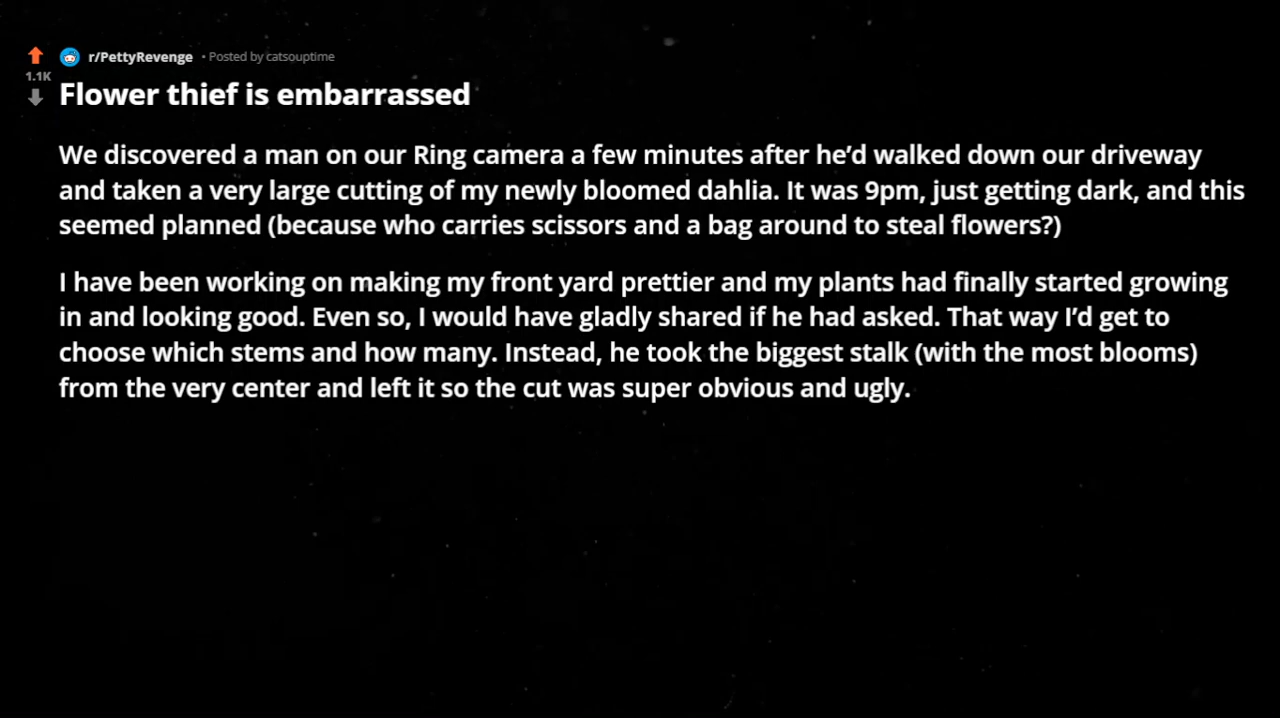 r/PettyRevenge • Posted by catsouptime
1.1K
Flower thief is embarrassed
We discovered a man on our Ring camera a few minutes after he’d walked down our driveway
and taken a very large cutting of my newly bloomed dahlia. It was 9pm, just getting dark, and this
seemed planned (because who carries scissors and a bag around to steal flowers?)
I have been working on making my front yard prettier and my plants had finally started growing
in and looking good. Even so, I would have gladly shared if he had asked. That way I’d get to
choose which stems and how many. Instead, he took the biggest stalk (with the most blooms)
from the very center and left it so the cut was super obvious and ugly.